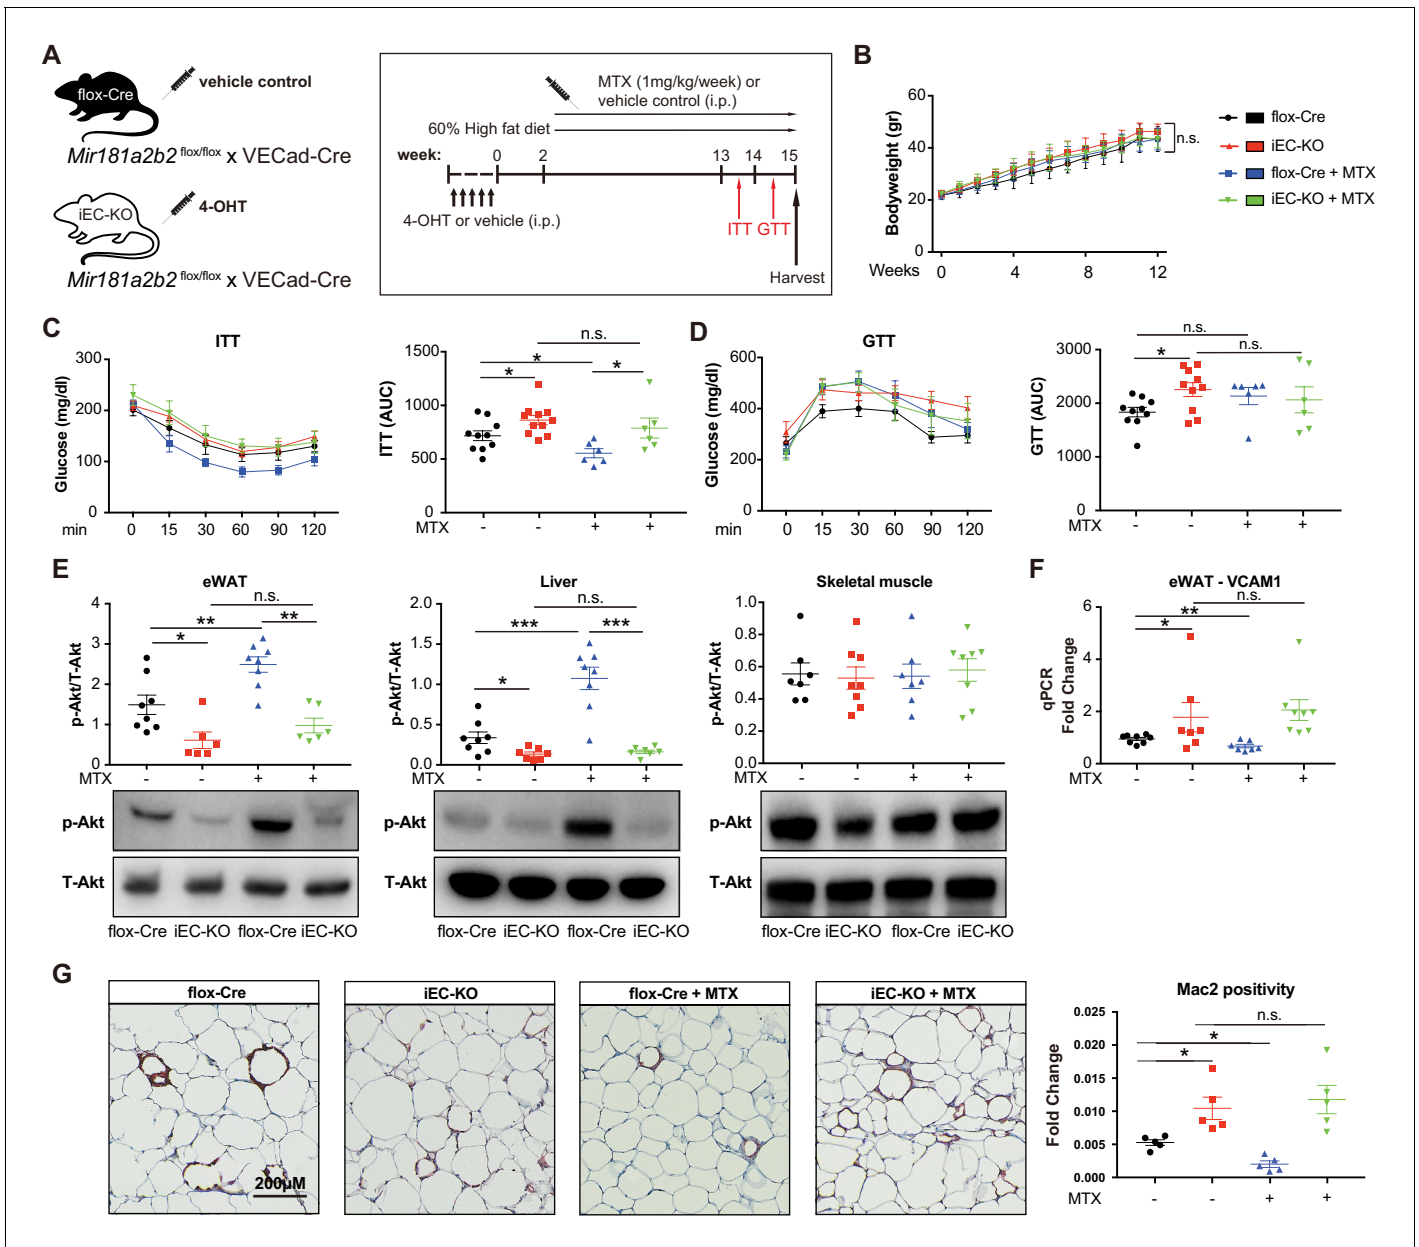 A
flox-Cre
vehicle control
Mir181a2b2 flox/flox x VECad-Cre
iEC-KO
4-OHT
Mir181a2b2 flox/flox x VECad-Cre
MTX (1mg/kg/week) or
vehicle control (i.p.)
60% High fat diet
week: 0 2 13 14 15
4-OHT or vehicle (i.p.)
ITT GTT
Harvest
B
Bodyweight (gr)
60
40
20
0
n.s.
Weeks 0 4 8 12
flox-Cre
iEC-KO
flox-Cre + MTX
iEC-KO + MTX
C
ITT
Glucose (mg/dl)
300
200
100
0
min 0 15 30 60 90 120
ITT (AUC)
1500
1000
500
0
n.s.
*
* *
MTX - - + +
D
GTT
Glucose (mg/dl)
600
400
200
0
min 0 15 30 60 90 120
GTT (AUC)
3000
2000
1000
0
n.s.
* n.s.
MTX - - + +
E
eWAT
p-Akt/T-Akt
4
3
2
1
0
n.s.
** **
*
MTX - - + +
p-Akt
T-Akt
flox-Cre iEC-KO flox-Cre iEC-KO
Liver
p-Akt/T-Akt
2.0
1.5
1.0
0.5
0.0
n.s.
*** ***
*
MTX - - + +
p-Akt
T-Akt
flox-Cre iEC-KO flox-Cre iEC-KO
Skeletal muscle
p-Akt/T-Akt
1.0
0.8
0.6
0.4
0.2
0.0
MTX - - + +
p-Akt
T-Akt
flox-Cre iEC-KO flox-Cre iEC-KO
F
eWAT - VCAM1
qPCR
Fold Change
6
4
2
0
n.s.
**
*
MTX - - + +
G
flox-Cre
iEC-KO
flox-Cre + MTX
iEC-KO + MTX
200µM
Mac2 positivity
Fold Change
0.025
0.020
0.015
0.010
0.005
0.000
n.s.
*
*
MTX - - + +